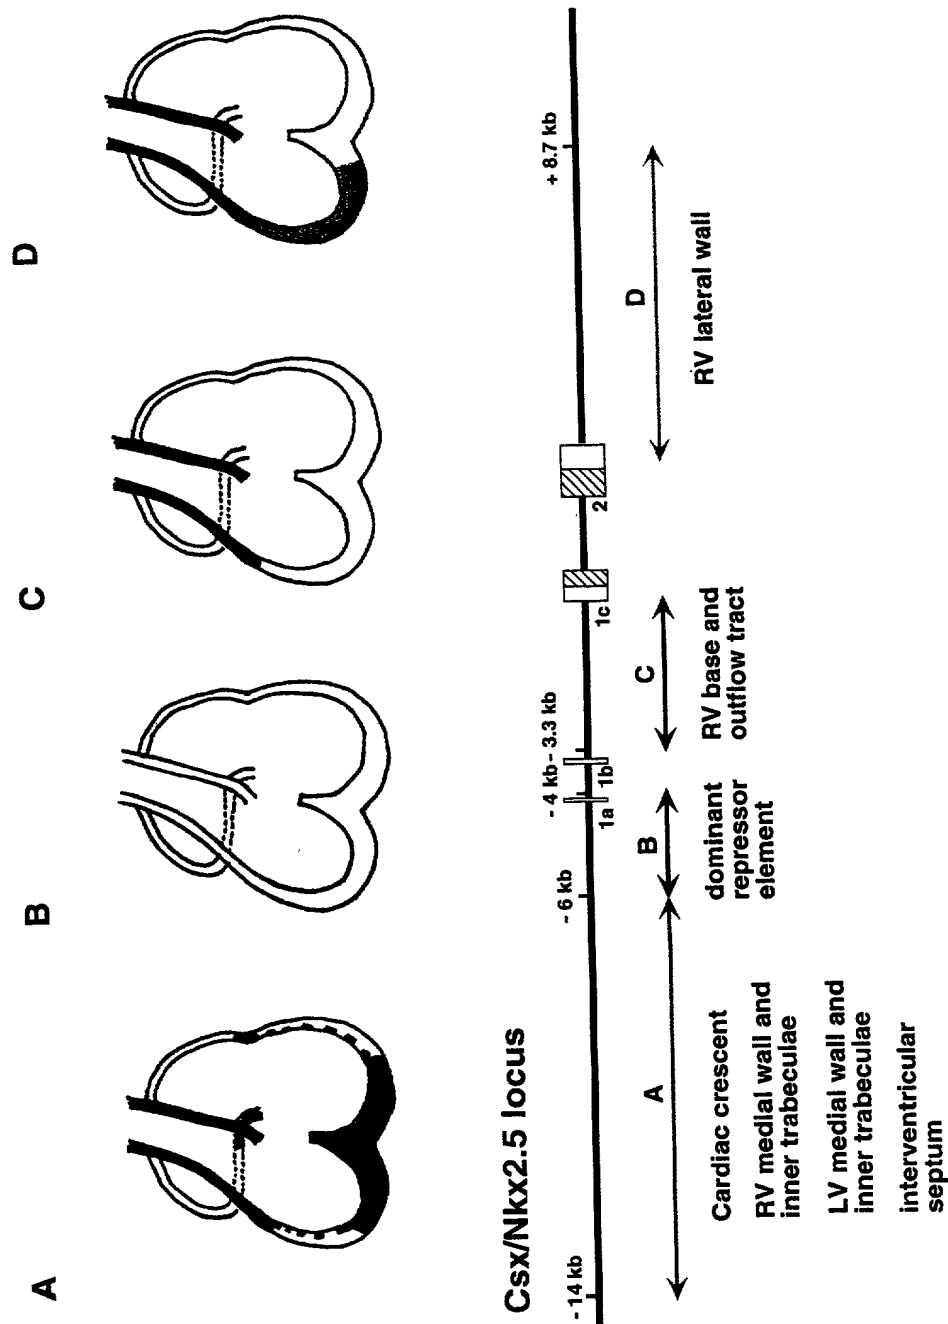 A
B
C
D
Csx/Nkx2.5 locus
-14 kb
-6 kb
-4 kb
-3.3 kb
+8.7 kb
1a
1b
1c
2
A
B
C
D
Cardiac crescent
RV medial wall and
inner trabeculae
LV medial wall and
inner trabeculae
interventricular
septum
dominant
repressor
element
RV base and
outflow tract
RV lateral wall